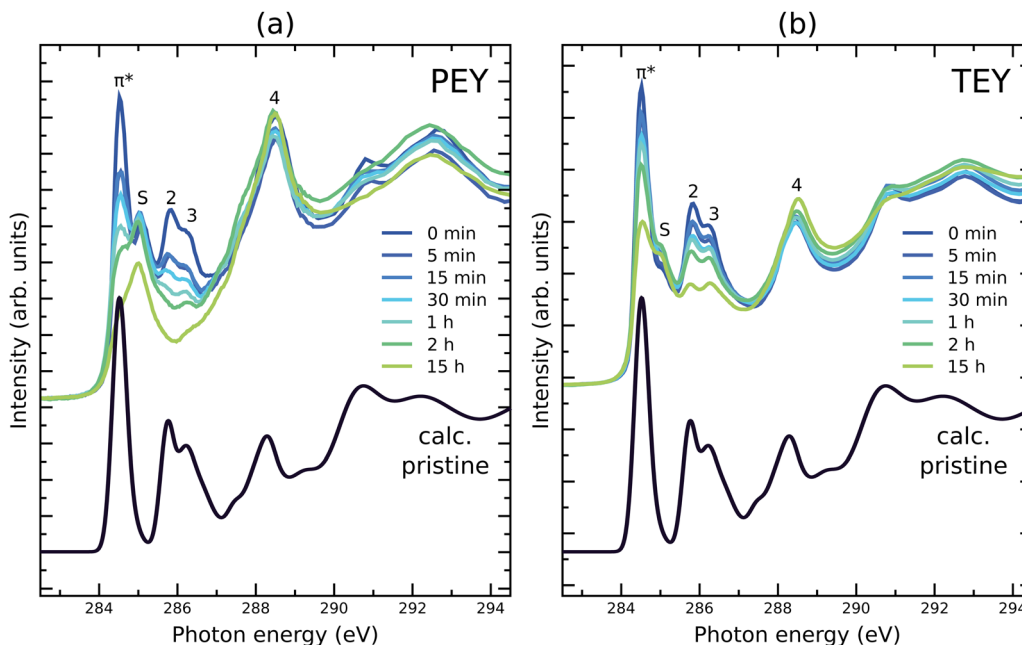 (a)
PEY
π*
S
2
3
4
0 min
5 min
15 min
30 min
1 h
2 h
15 h
calc.
pristine
Intensity (arb. units)
284 286 288 290 292 294
Photon energy (eV)
(b)
TEY
π*
S
2
3
4
0 min
5 min
15 min
30 min
1 h
2 h
15 h
calc.
pristine
Intensity (arb. units)
284 286 288 290 292 294
Photon energy (eV)